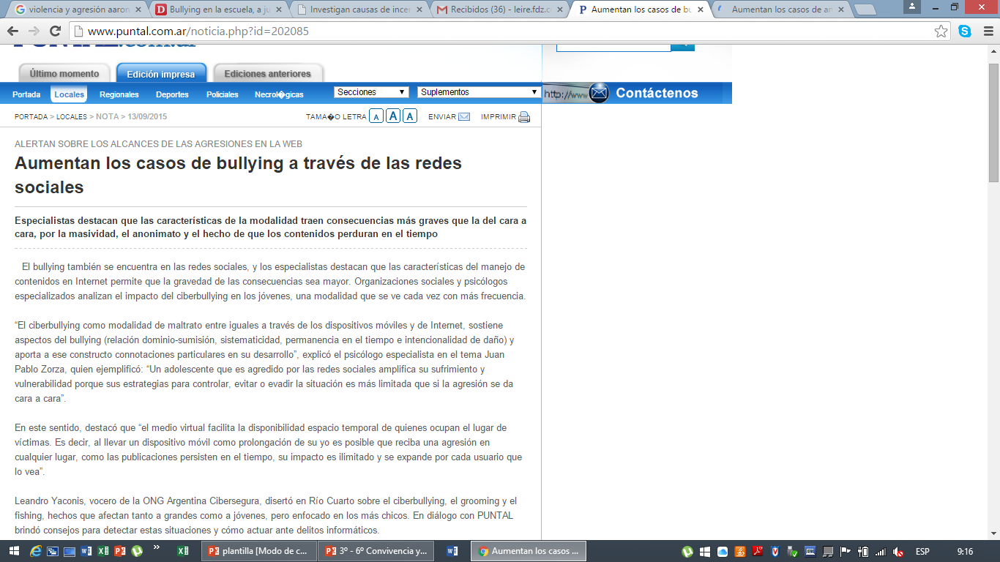 violencia y agresión aaron
Bullying en la escuela, a ju
Investigan causas de incen
Recibidos (36) - leire.fdz.c
Aumentan los casos de bu
Aumentan los casos de an
www.puntal.com.ar/noticia.php?id=202085
Último momento
Edición impresa
Ediciones anteriores
Portada Locales Regionales Deportes Policiales Necrol�gicas
Secciones
Suplementos
http://www
Contáctenos
PORTADA > LOCALES > NOTA > 13/09/2015
TAMA�O LETRA A A A ENVIAR IMPRIMIR
ALERTAN SOBRE LOS ALCANCES DE LAS AGRESIONES EN LA WEB
Aumentan los casos de bullying a través de las redes
sociales
Especialistas destacan que las características de la modalidad traen consecuencias más graves que la del cara a
cara, por la masividad, el anonimato y el hecho de que los contenidos perduran en el tiempo
El bullying también se encuentra en las redes sociales, y los especialistas destacan que las características del manejo de
contenidos en Internet permite que la gravedad de las consecuencias sea mayor. Organizaciones sociales y psicólogos
especializados analizan el impacto del ciberbullying en los jóvenes, una modalidad que se ve cada vez con más frecuencia.
“El ciberbullying como modalidad de maltrato entre iguales a través de los dispositivos móviles y de Internet, sostiene
aspectos del bullying (relación dominio-sumisión, sistematicidad, permanencia en el tiempo e intencionalidad de daño) y
aporta a ese constructo connotaciones particulares en su desarrollo”, explicó el psicólogo especialista en el tema Juan
Pablo Zorza, quien ejemplificó: “Un adolescente que es agredido por las redes sociales amplifica su sufrimiento y
vulnerabilidad porque sus estrategias para controlar, evitar o evadir la situación es más limitada que si la agresión se da
cara a cara”.
En este sentido, destacó que “el medio virtual facilita la disponibilidad espacio temporal de quienes ocupan el lugar de
víctimas. Es decir, al llevar un dispositivo móvil como prolongación de su yo es posible que reciba una agresión en
cualquier lugar, como las publicaciones persisten en el tiempo, su impacto es ilimitado y se expande por cada usuario que
lo vea”.
Leandro Yaconis, vocero de la ONG Argentina Cibersegura, disertó en Río Cuarto sobre el ciberbullying, el grooming y el
fishing, hechos que afectan tanto a grandes como a jóvenes, pero enfocado en los más chicos. En diálogo con PUNTAL
brindó consejos para detectar estas situaciones y cómo actuar ante delitos informáticos.
plantilla [Modo de c...
3º - 6º Convivencia y...
Aumentan los casos ...
ESP
9:16